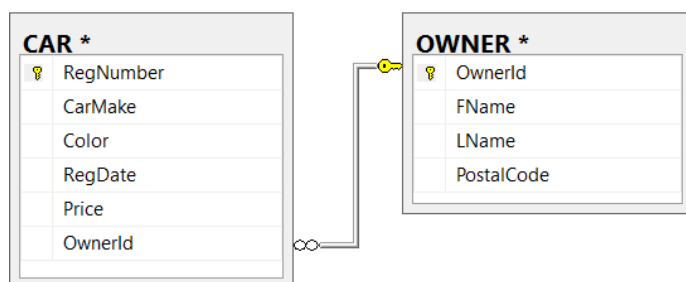 CAR *
RegNumber
CarMake
Color
RegDate
Price
OwnerId
OWNER *
OwnerId
FName
LName
PostalCode